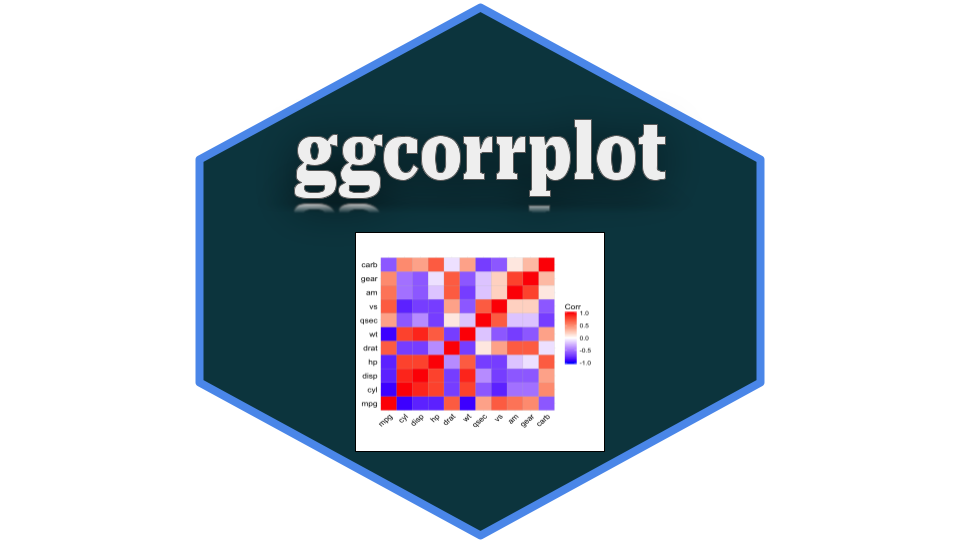 ggcorrplot
carb
gear
am
vs
qsec
wt
drat
hp
disp
cyl
mpg
Corr
1.0
0.5
0.0
-0.5
-1.0
mpg cyl disp hp drat wt qsec vs am gear carb